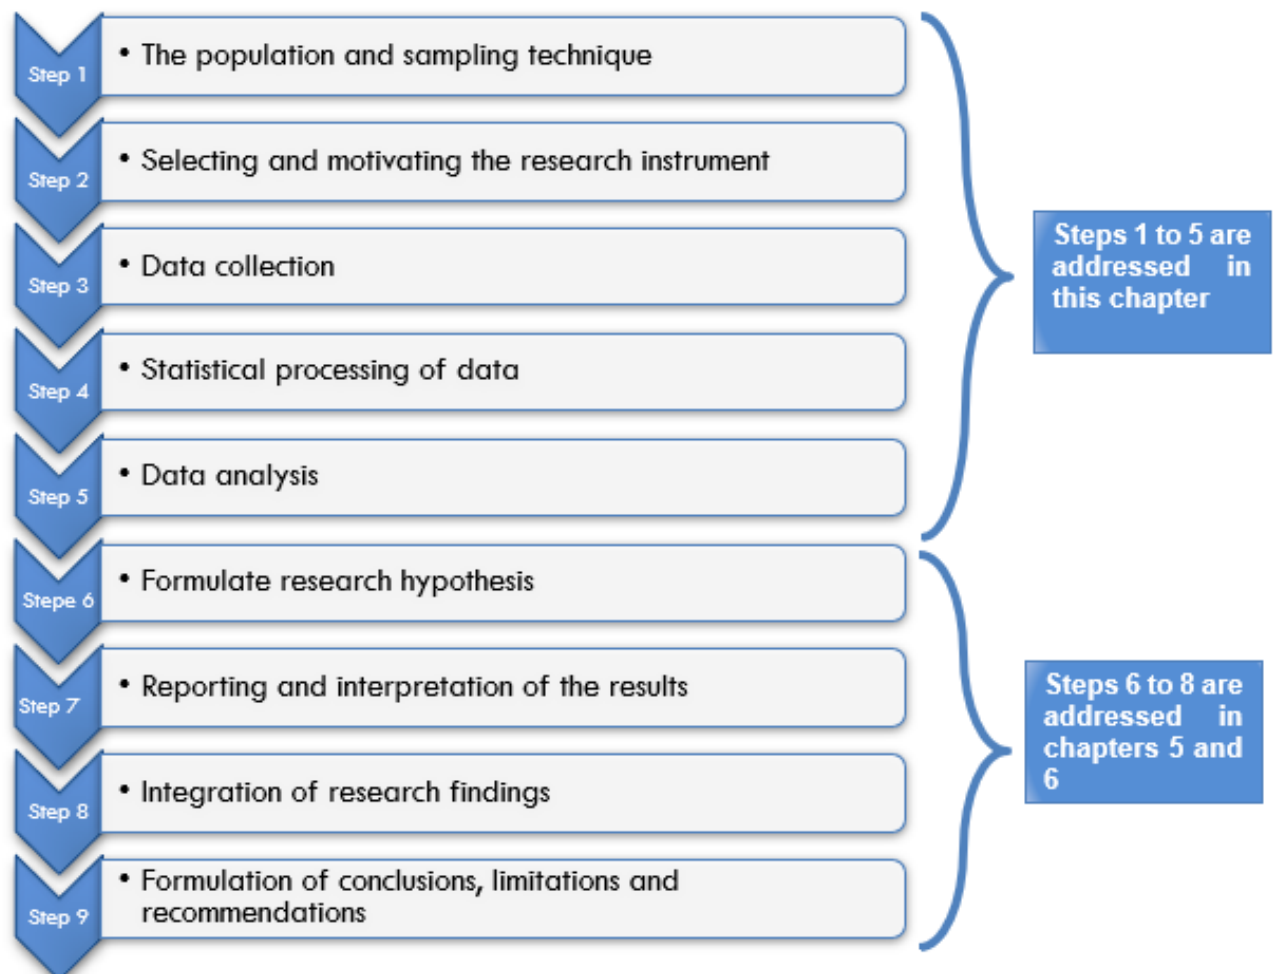 Step 1
• The population and sampling technique
Step 2
• Selecting and motivating the research instrument
Step 3
• Data collection
Step 4
• Statistical processing of data
Step 5
• Data analysis
Steps 1 to 5 are
addressed in
this chapter
Stepe 6
• Formulate research hypothesis
Step 7
• Reporting and interpretation of the results
Step 8
• Integration of research findings
Step 9
• Formulation of conclusions, limitations and
recommendations
Steps 6 to 8 are
addressed in
chapters 5 and
6